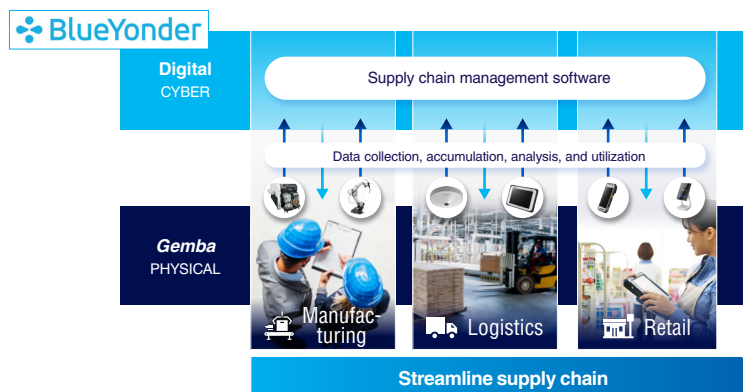 BlueYonder
Digital
CYBER
Supply chain management software
Data collection, accumulation, analysis, and utilization
Gemba
PHYSICAL
Manufac-
turing
Logistics
Retail
Streamline supply chain